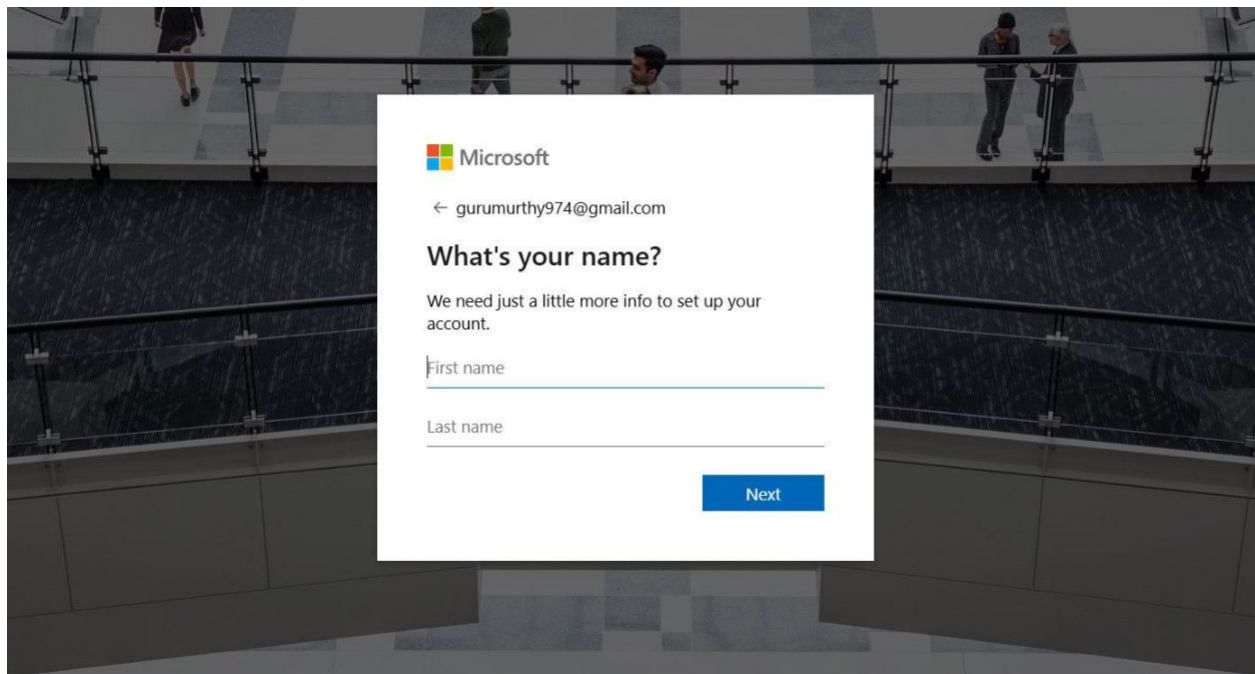 Microsoft
← gurumurthy974@gmail.com
What's your name?
We need just a little more info to set up your
account.
First name
Last name
Next